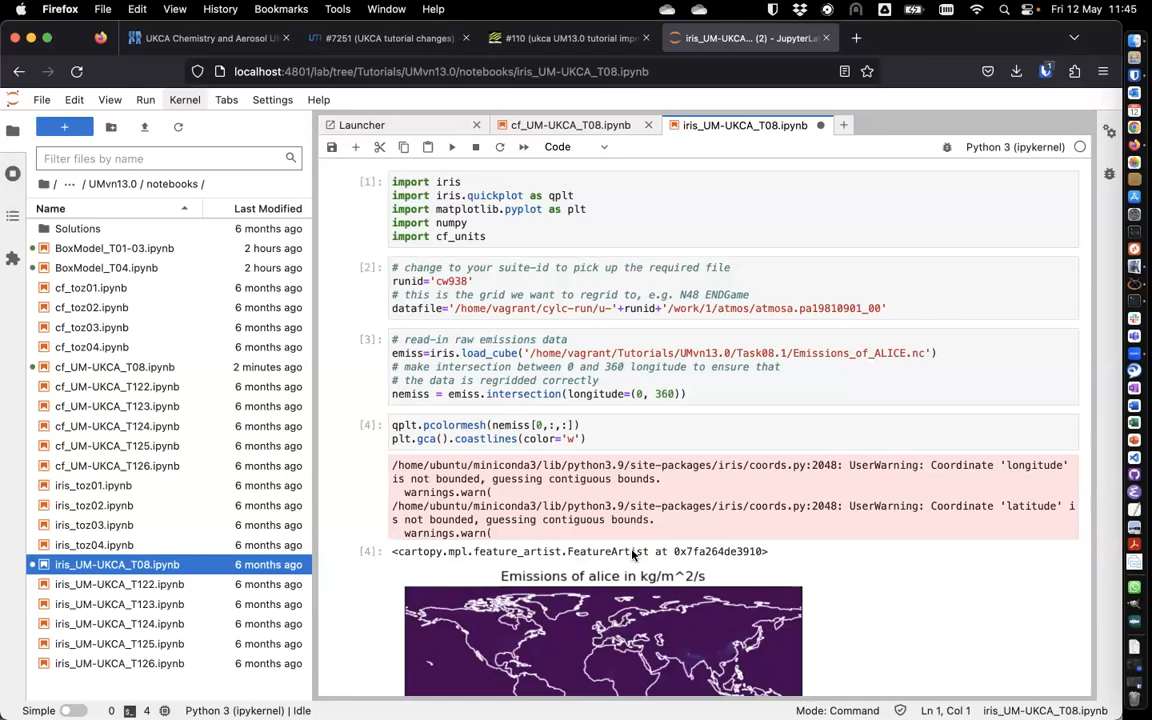 Firefox File Edit View History Bookmarks Tools Window Help Fri 12 May 11:45
UKCA Chemistry and Aerosol U #7251 (UKCA tutorial changes) #110 (ukca UM13.0 tutorial imp iris_UM-UKCA... (2) - JupyterLa
localhost:4801/lab/tree/Tutorials/UMvn13.0/notebooks/iris_UM-UKCA_T08.ipynb
File Edit View Run Kernel Tabs Settings Help
Launcher cf_UM-UKCA_T08.ipynb iris_UM-UKCA_T08.ipynb
Code Python 3 (ipykernel)
Filter files by name
/ ... / UMvn13.0 / notebooks /
Name Last Modified
Solutions 6 months ago
BoxModel_T01-03.ipynb 2 hours ago
BoxModel_T04.ipynb 2 hours ago
cf_toz01.ipynb 6 months ago
cf_toz02.ipynb 6 months ago
cf_toz03.ipynb 6 months ago
cf_toz04.ipynb 6 months ago
cf_UM-UKCA_T08.ipynb 2 minutes ago
cf_UM-UKCA_T122.ipynb 6 months ago
cf_UM-UKCA_T123.ipynb 6 months ago
cf_UM-UKCA_T124.ipynb 6 months ago
cf_UM-UKCA_T125.ipynb 6 months ago
cf_UM-UKCA_T126.ipynb 6 months ago
iris_toz01.ipynb 6 months ago
iris_toz02.ipynb 6 months ago
iris_toz03.ipynb 6 months ago
iris_toz04.ipynb 6 months ago
iris_UM-UKCA_T08.ipynb 6 months ago
iris_UM-UKCA_T122.ipynb 6 months ago
iris_UM-UKCA_T123.ipynb 6 months ago
iris_UM-UKCA_T124.ipynb 6 months ago
iris_UM-UKCA_T125.ipynb 6 months ago
iris_UM-UKCA_T126.ipynb 6 months ago
[1]: import iris
import iris.quickplot as qplt
import matplotlib.pyplot as plt
import numpy
import cf_units
[2]: # change to your suite-id to pick up the required file
runid='cw938'
# this is the grid we want to regrid to, e.g. N48 ENDGame
datafile='/home/vagrant/cylc-run/u-'+runid+'/work/1/atmos/atmosa.pa19810901_00'
[3]: # read-in raw emissions data
emiss=iris.load_cube('/home/vagrant/Tutorials/UMvn13.0/Task08.1/Emissions_of_ALICE.nc')
# make intersection between 0 and 360 longitude to ensure that
# the data is regridded correctly
nemiss = emiss.intersection(longitude=(0, 360))
[4]: qplt.pcolormesh(nemiss[0,:,:])
plt.gca().coastlines(color='w')
/home/ubuntu/miniconda3/lib/python3.9/site-packages/iris/coords.py:2048: UserWarning: Coordinate 'longitude'
is not bounded, guessing contiguous bounds.
warnings.warn(
/home/ubuntu/miniconda3/lib/python3.9/site-packages/iris/coords.py:2048: UserWarning: Coordinate 'latitude' i
s not bounded, guessing contiguous bounds.
warnings.warn(
[4]: <cartopy.mpl.feature_artist.FeatureArtist at 0x7fa264de3910>
Emissions of alice in kg/m^2/s
Simple 0 4 Python 3 (ipykernel) | Idle Mode: Command Ln 1, Col 1 iris_UM-UKCA_T08.ipynb